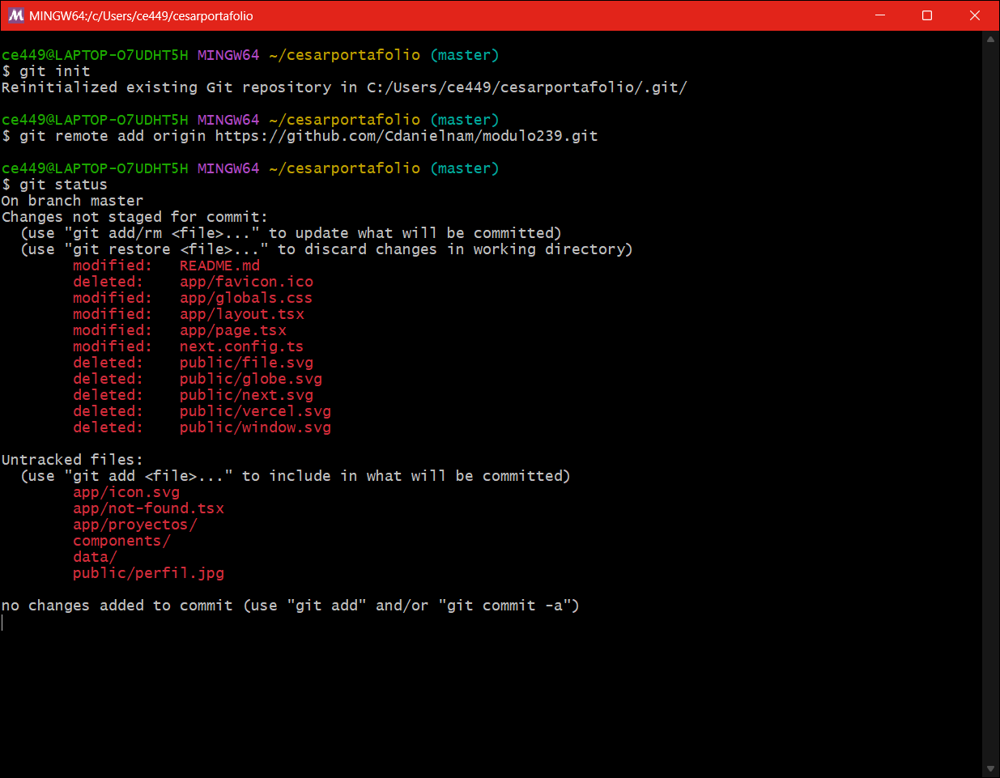 MINGW64:/c/Users/ce449/cesarportafolio
ce449@LAPTOP-O7UDHT5H MINGW64 ~/cesarportafolio (master)
$ git init
Reinitialized existing Git repository in C:/Users/ce449/cesarportafolio/.git/
ce449@LAPTOP-O7UDHT5H MINGW64 ~/cesarportafolio (master)
$ git remote add origin https://github.com/Cdanielnam/modulo239.git
ce449@LAPTOP-O7UDHT5H MINGW64 ~/cesarportafolio (master)
$ git status
On branch master
Changes not staged for commit:
  (use "git add/rm <file>..." to update what will be committed)
  (use "git restore <file>..." to discard changes in working directory)
        modified:   README.md
        deleted:    app/favicon.ico
        modified:   app/globals.css
        modified:   app/layout.tsx
        modified:   app/page.tsx
        modified:   next.config.ts
        deleted:    public/file.svg
        deleted:    public/globe.svg
        deleted:    public/next.svg
        deleted:    public/vercel.svg
        deleted:    public/window.svg
Untracked files:
  (use "git add <file>..." to include in what will be committed)
        app/icon.svg
        app/not-found.tsx
        app/proyectos/
        components/
        data/
        public/perfil.jpg
no changes added to commit (use "git add" and/or "git commit -a")